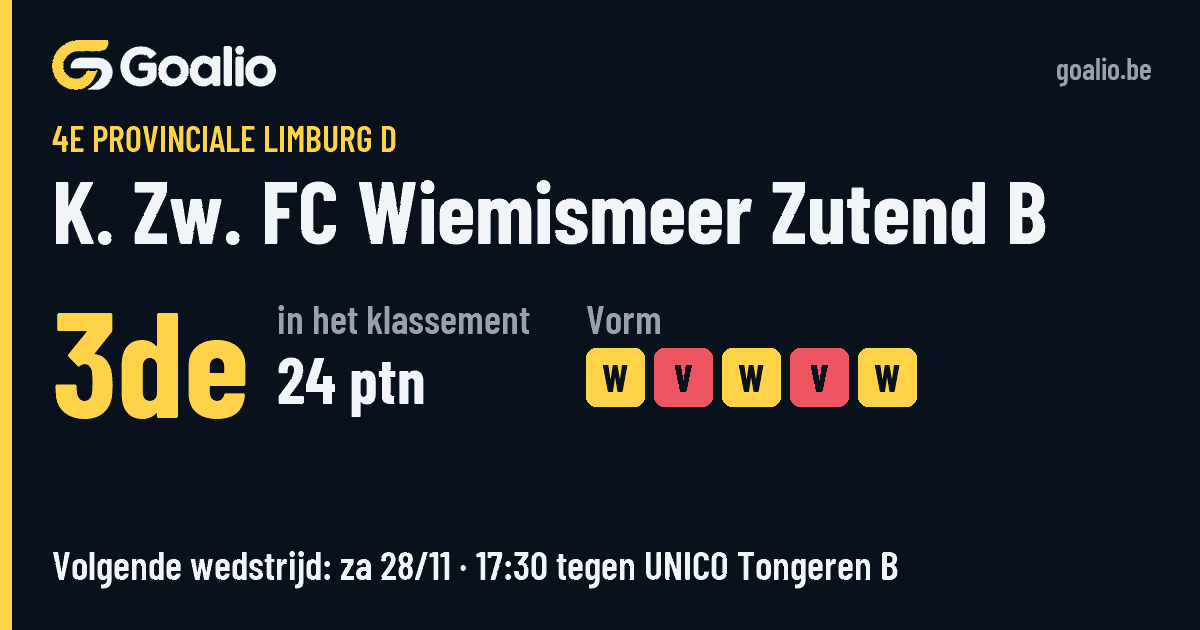 Goalio
goalio.be
4E PROVINCIALE LIMBURG D
K. Zw. FC Wiemismeer Zutend B
3de
in het klassement
24 ptn
Vorm
W V W V W
Volgende wedstrijd: za 28/11 · 17:30 tegen UNICO Tongeren B